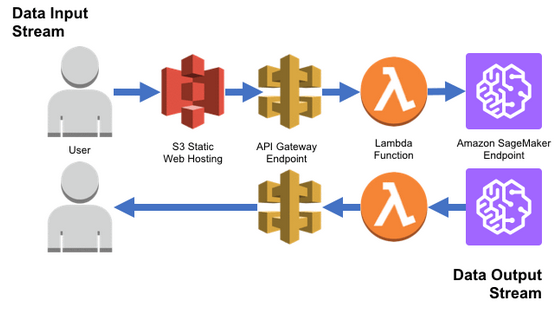 Data Input
Stream
User
S3 Static
Web Hosting
API Gateway
Endpoint
Lambda
Function
Amazon SageMaker
Endpoint
Data Output
Stream